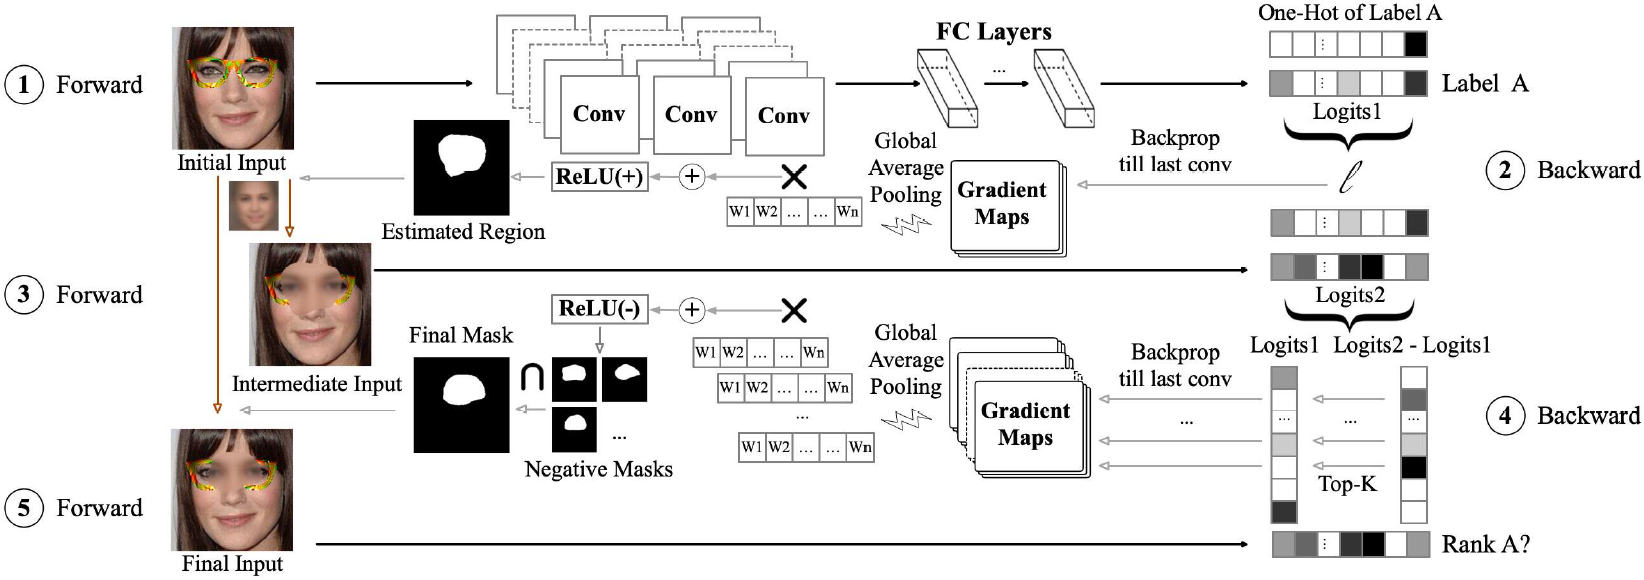 One-Hot of Label A
FC Layers
...
1 Forward
Conv
Conv
Conv
Label A
Logits1
Initial Input
Global
Average
Pooling
Backprop
till last conv
ℓ
2 Backward
ReLU(+)
+
W1 W2 ... ... Wn
Gradient
Maps
Estimated Region
3 Forward
Logits2
ReLU(-)
+
Final Mask
W1 W2 ... ... Wn
W1 W2 ... ... Wn
...
W1 W2 ... ... Wn
Global
Average
Pooling
Backprop
till last conv
...
Logits1 Logits2 - Logits1
... ... ...
Intermediate Input
∩
...
Gradient
Maps
4 Backward
Negative Masks
Top-K
5 Forward
Rank A?
Final Input